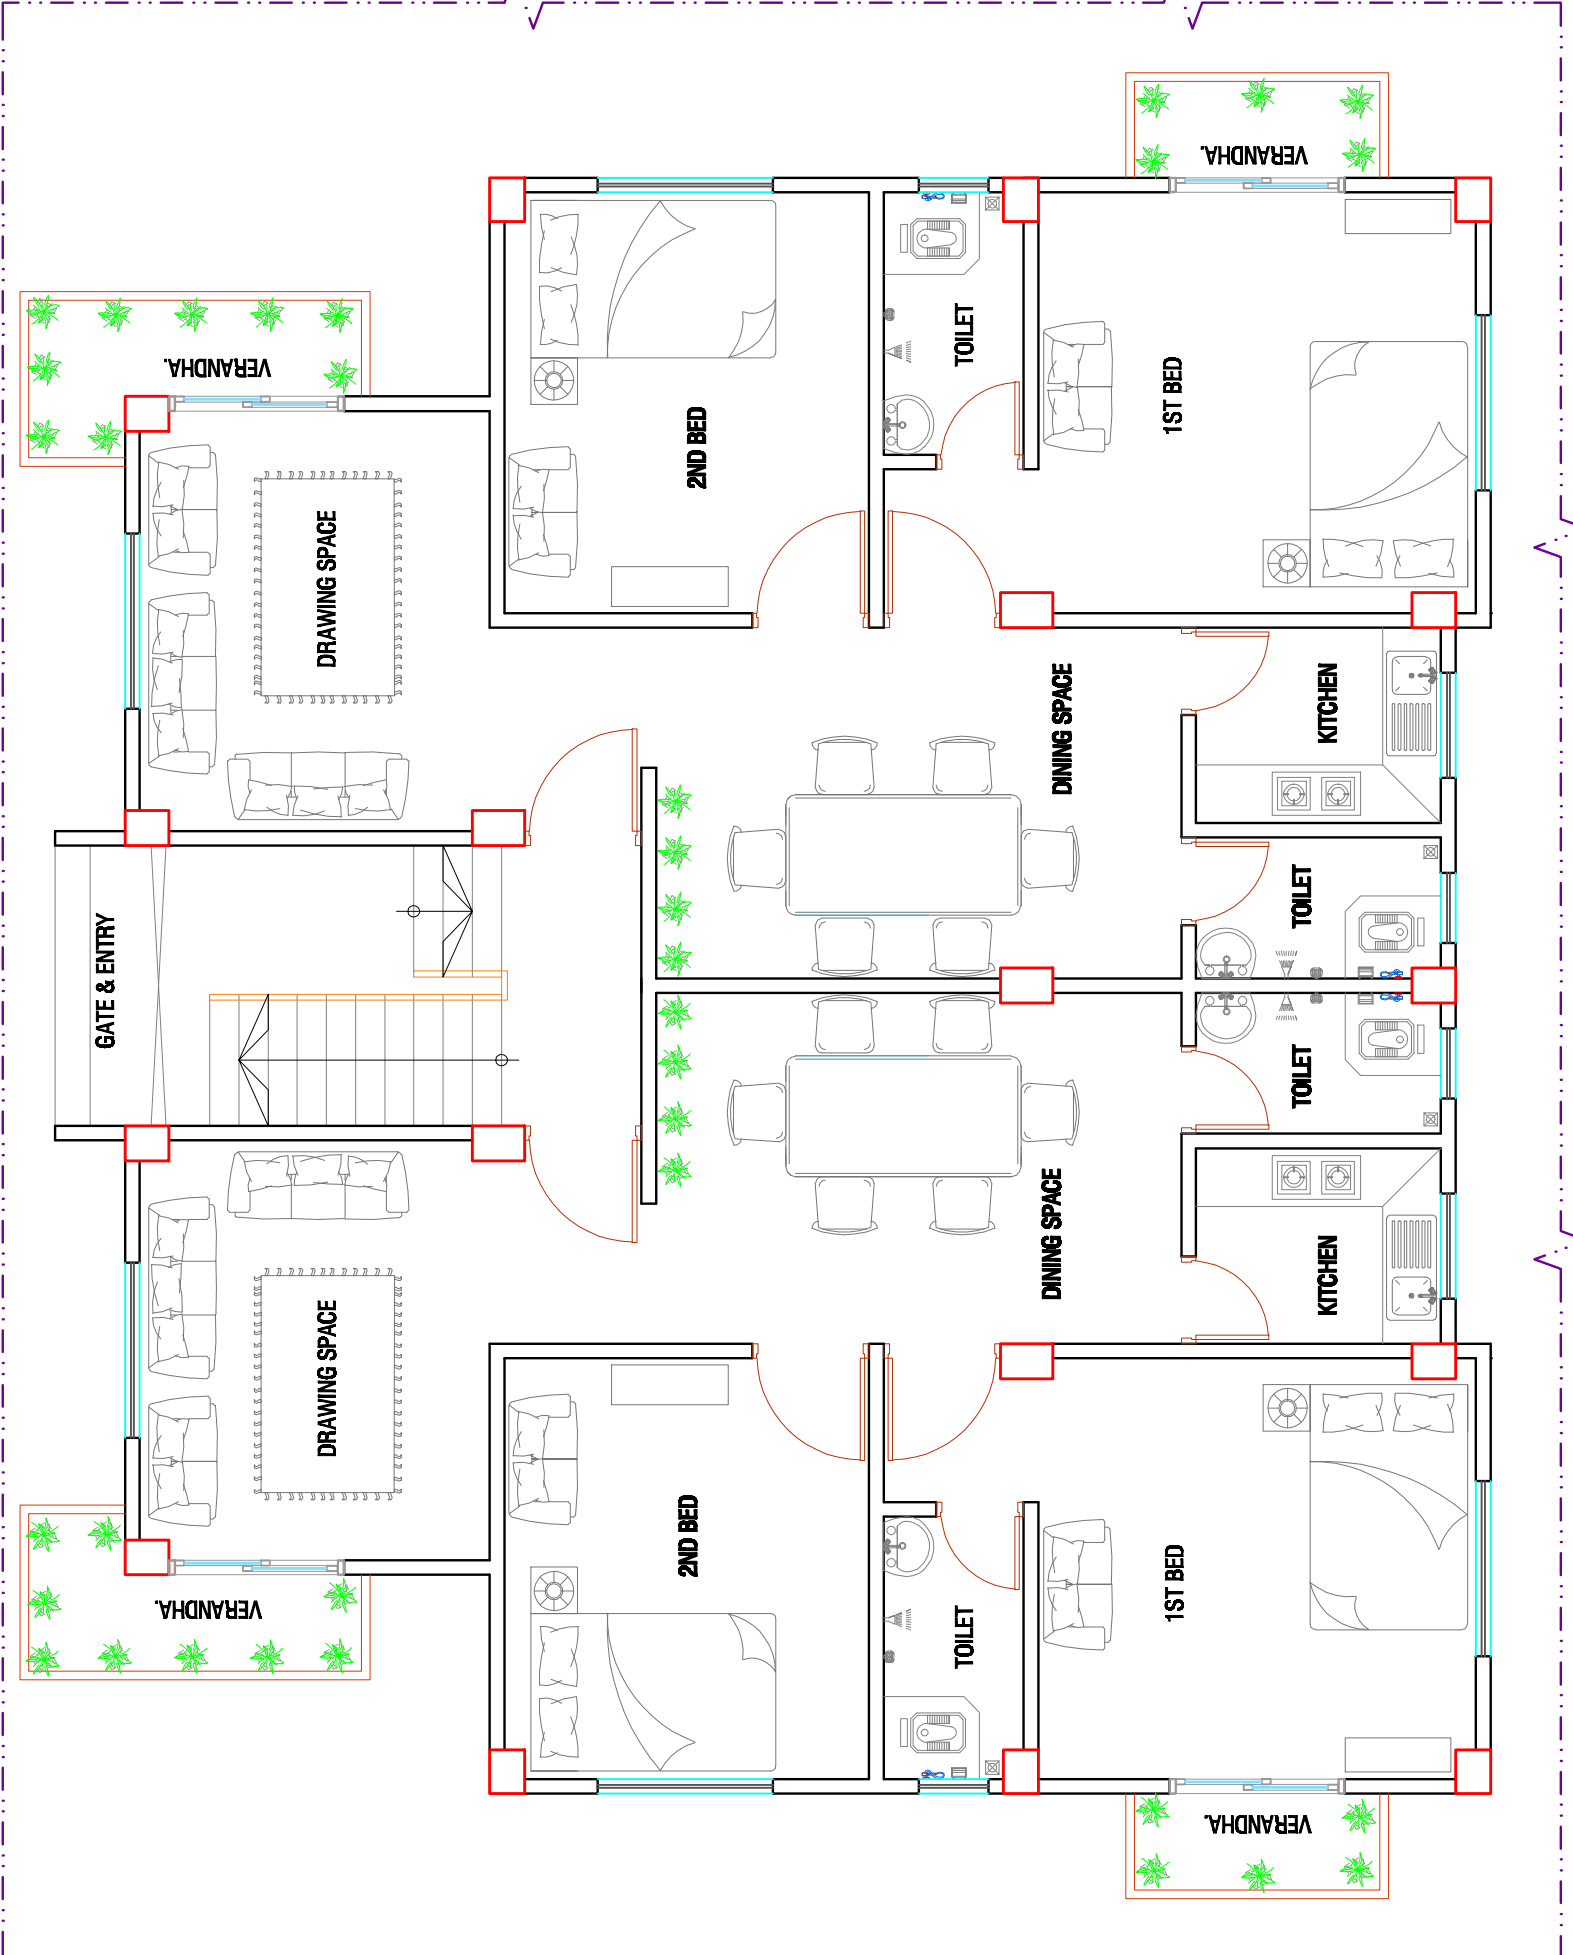 VERANDHA.
VERANDHA.
TOILET
1ST BED
2ND BED
DRAWING SPACE
DINING SPACE
KITCHEN
TOILET
GATE & ENTRY
TOILET
DINING SPACE
KITCHEN
DRAWING SPACE
2ND BED
1ST BED
TOILET
VERANDHA.
VERANDHA.